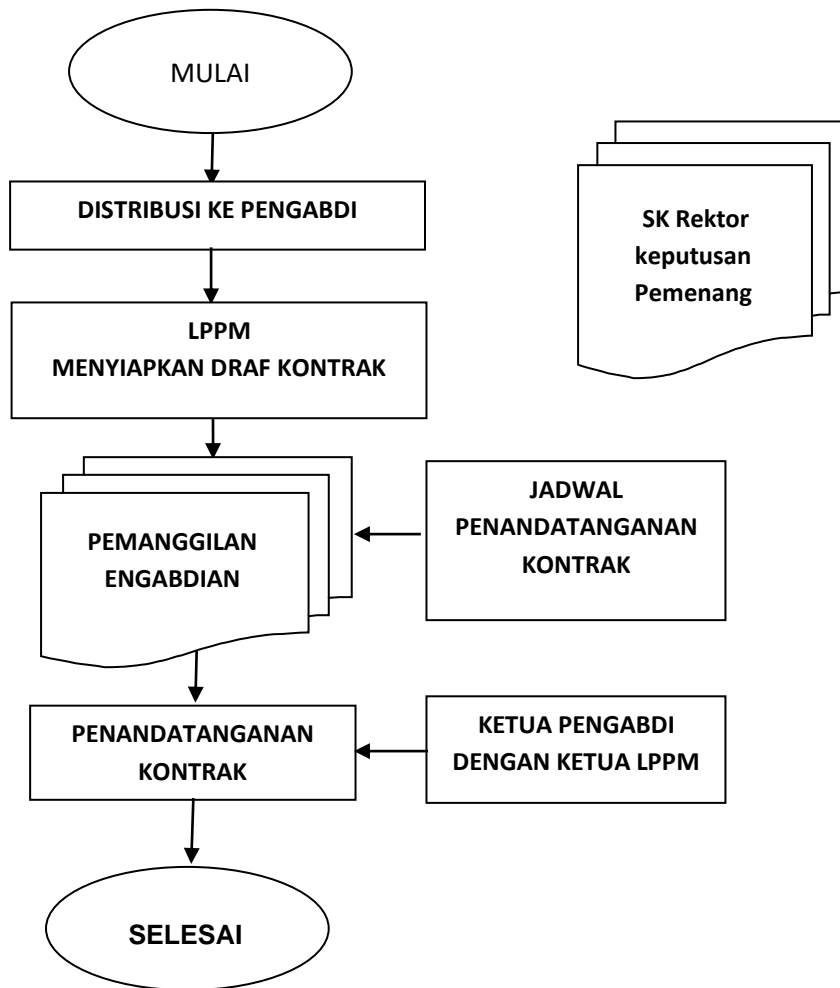 MULAI
DISTRIBUSI KE PENGABDI
SK Rektor
keputusan
Pemenang
LPPM
MENYIAPKAN DRAF KONTRAK
PEMANGGILAN
ENGABDIAN
JADWAL
PENANDATANGANAN
KONTRAK
PENANDATANGANAN
KONTRAK
KETUA PENGABDI
DENGAN KETUA LPPM
SELESAI